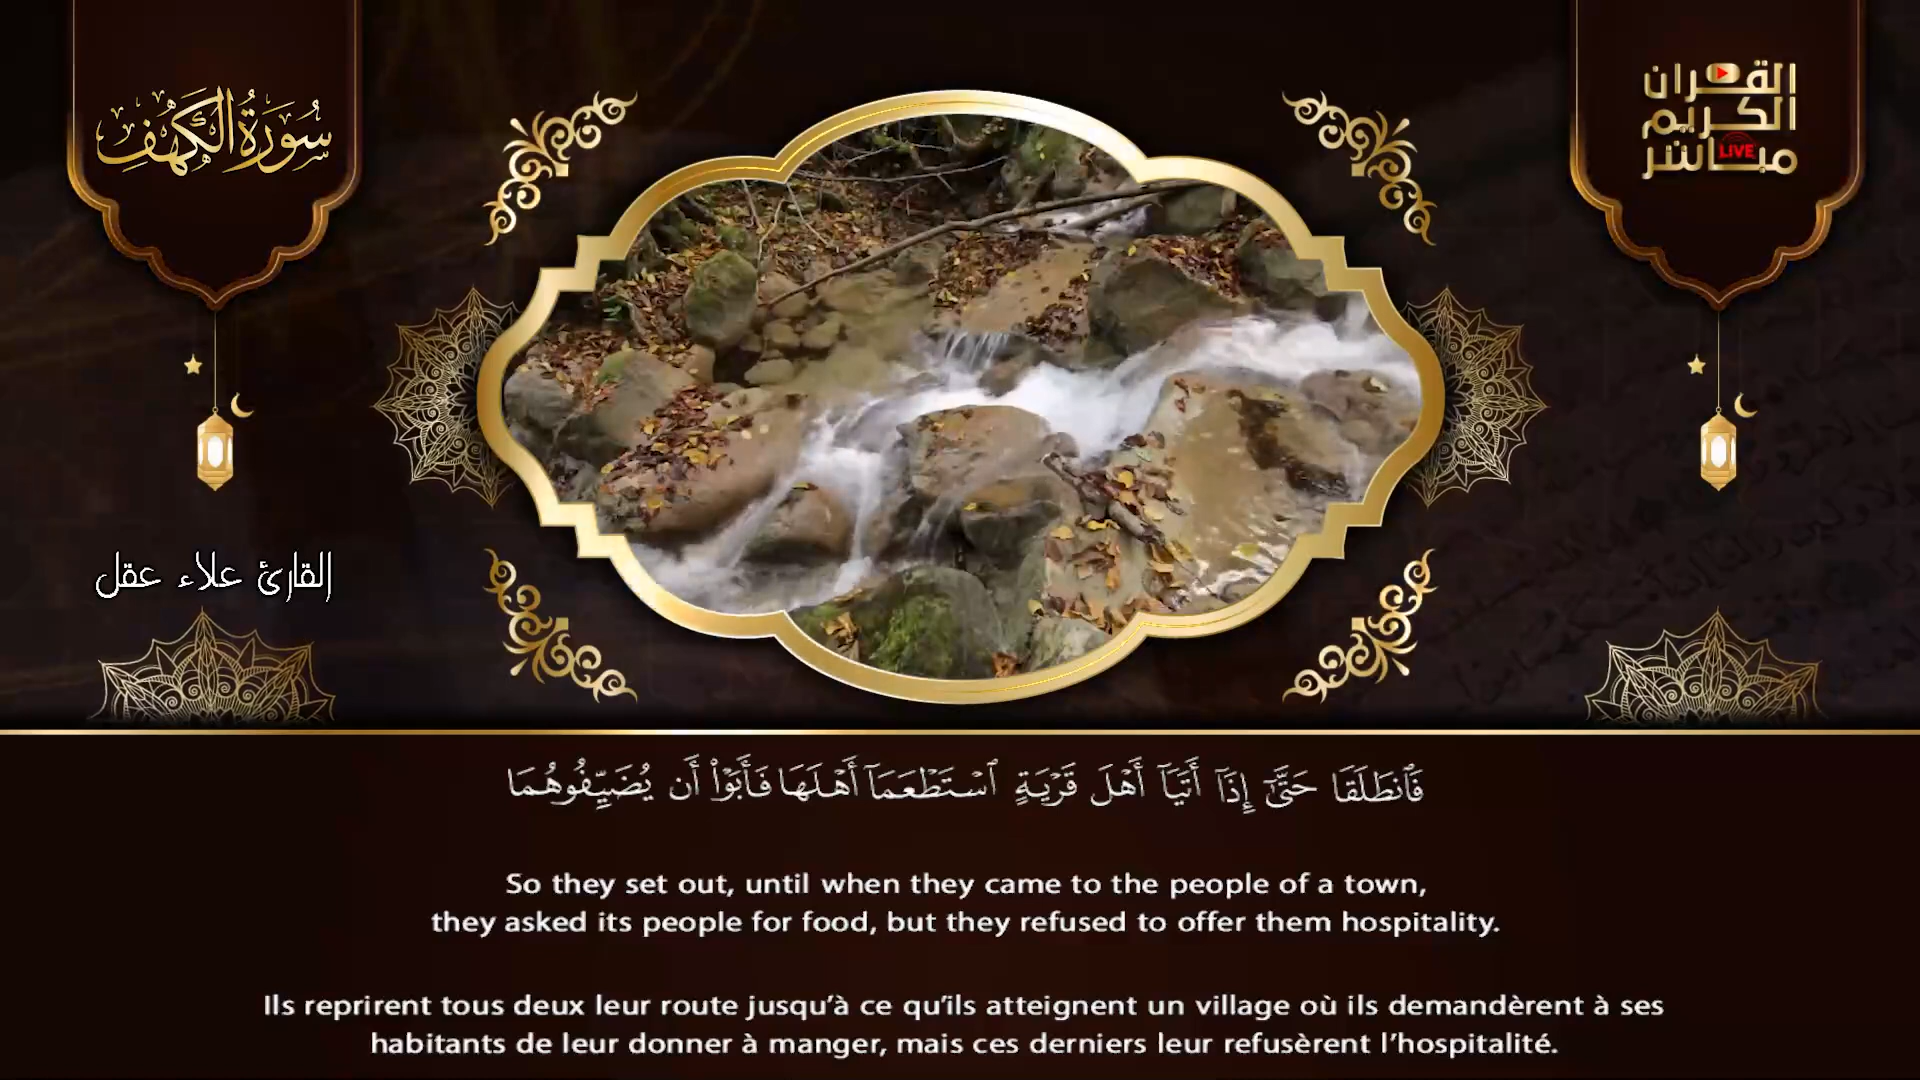 سُورَةُ الكَهْفِ
القرآن
الكريم
مباشر
LIVE
القارئ علاء عقل
فَٱنطَلَقَا حَتَّىٰٓ إِذَآ أَتَيَآ أَهْلَ قَرْيَةٍ ٱسْتَطْعَمَآ أَهْلَهَا فَأَبَوْا۟ أَن يُضَيِّفُوهُمَا
So they set out, until when they came to the people of a town,
they asked its people for food, but they refused to offer them hospitality.
Ils reprirent tous deux leur route jusqu’à ce qu’ils atteignent un village où ils demandèrent à ses
habitants de leur donner à manger, mais ces derniers leur refusèrent l’hospitalité.